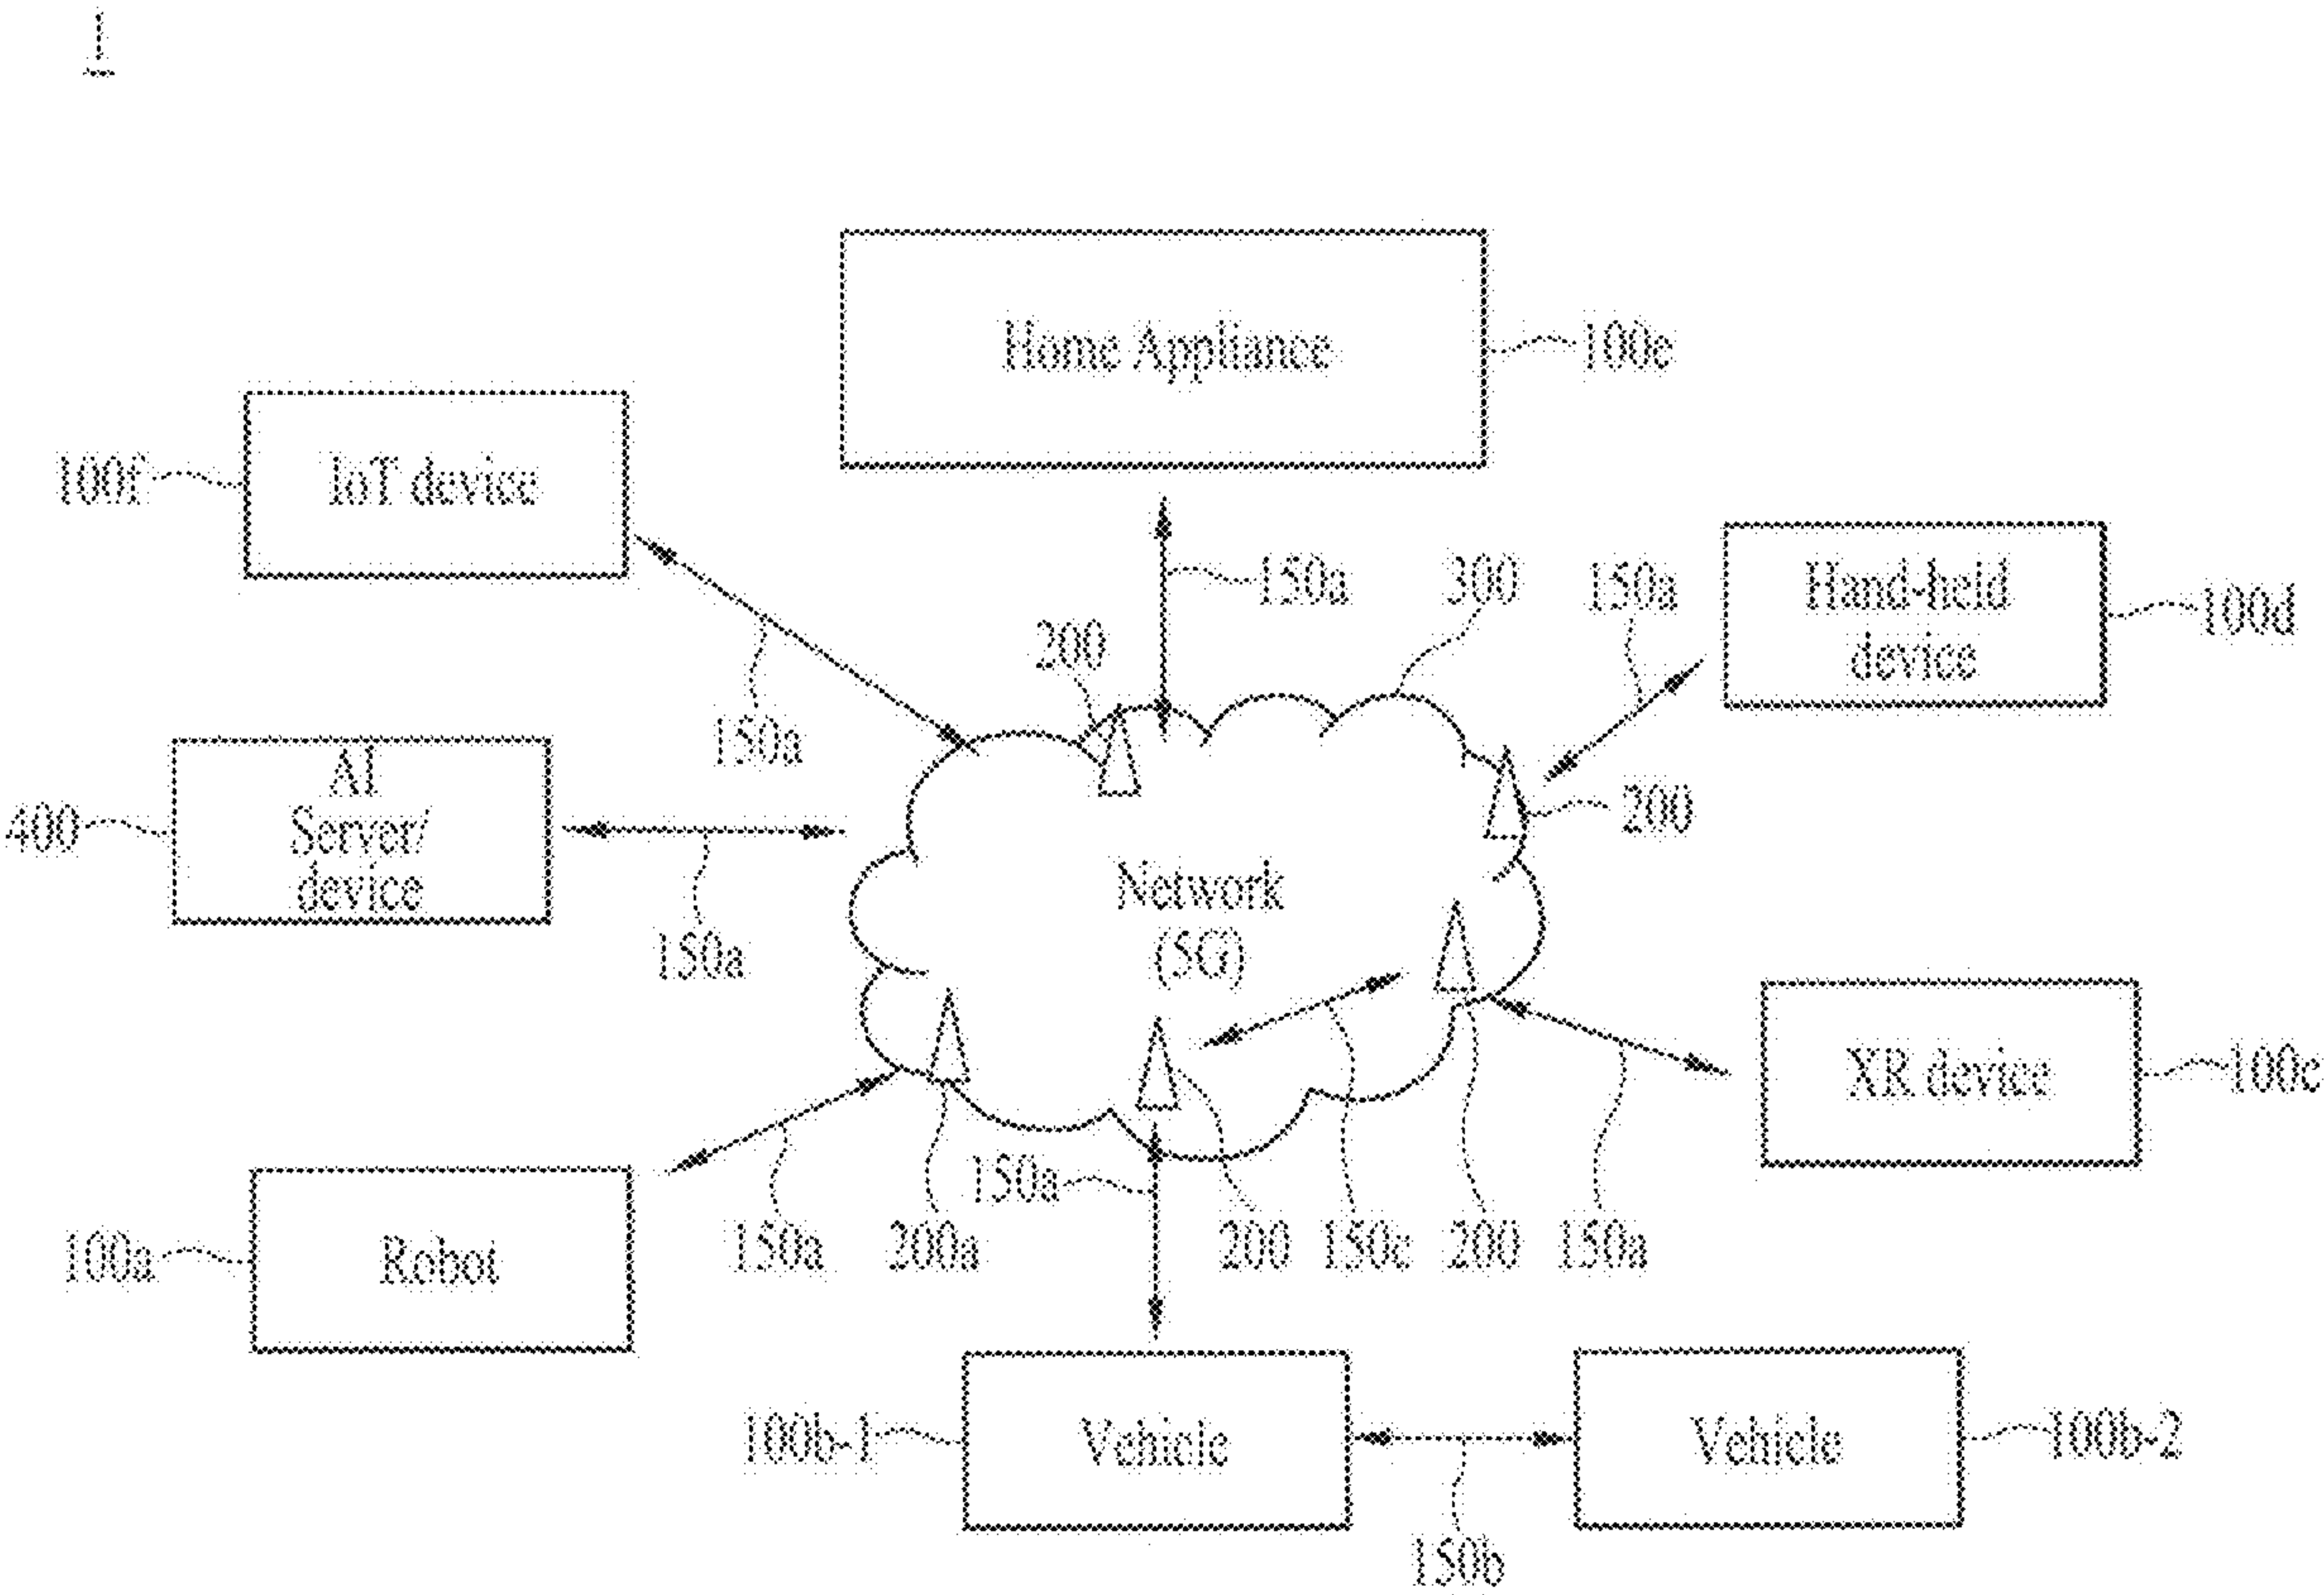 1
Home Appliance
100e
IoT device
100f
150a
300
150a
Hand-held
device
100d
200
150a
AI
Server/
device
400
200
Network
(5G)
150a
XR device
100c
150a
Robot
100a
150a
200a
200
150c
200
150a
Vehicle
100b-1
Vehicle
100b-2
150b